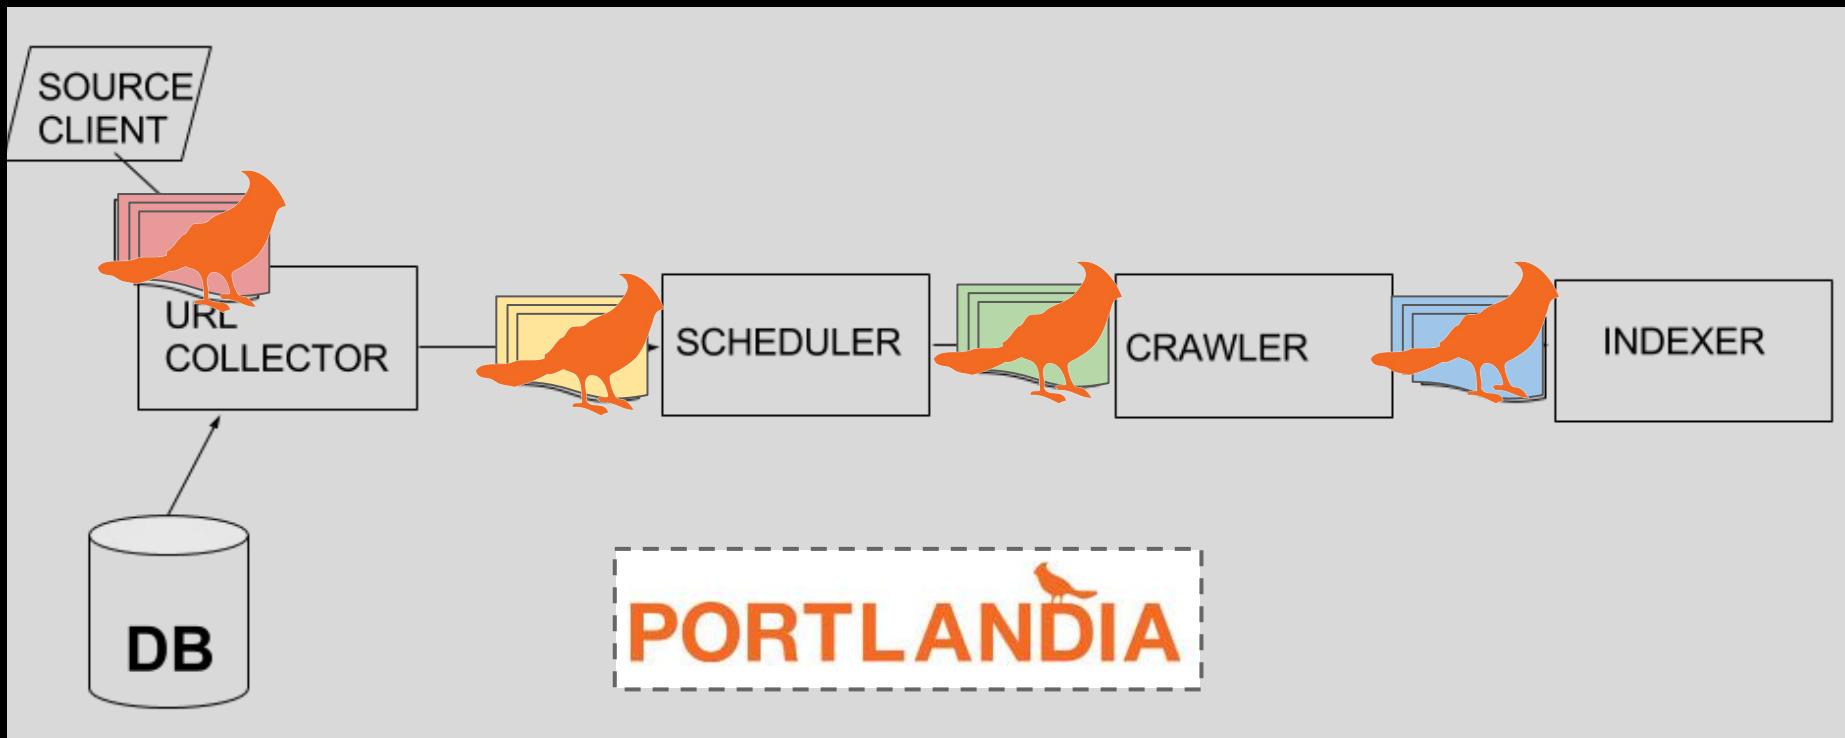 SOURCE
CLIENT
URL
COLLECTOR
SCHEDULER
CRAWLER
INDEXER
DB
PORTLANDIA